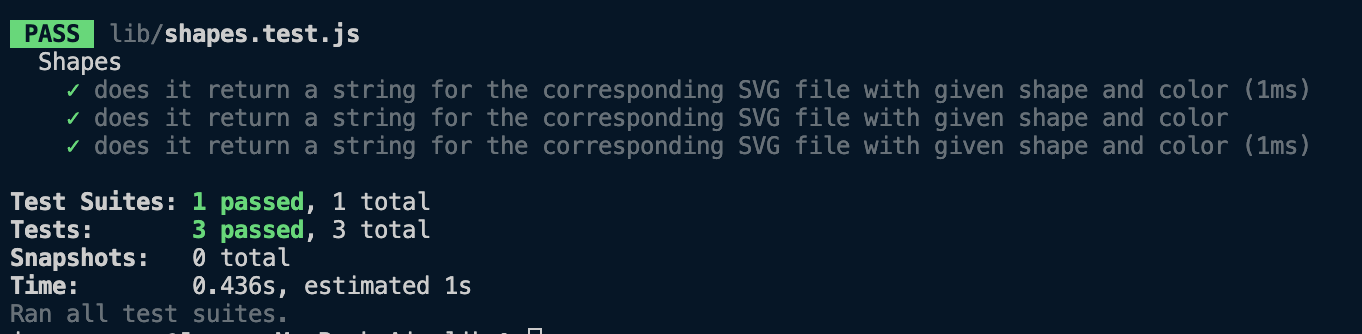 PASS lib/shapes.test.js
Shapes
✓ does it return a string for the corresponding SVG file with given shape and color (1ms)
✓ does it return a string for the corresponding SVG file with given shape and color
✓ does it return a string for the corresponding SVG file with given shape and color (1ms)
Test Suites: 1 passed, 1 total
Tests: 3 passed, 3 total
Snapshots: 0 total
Time: 0.436s, estimated 1s
Ran all test suites.